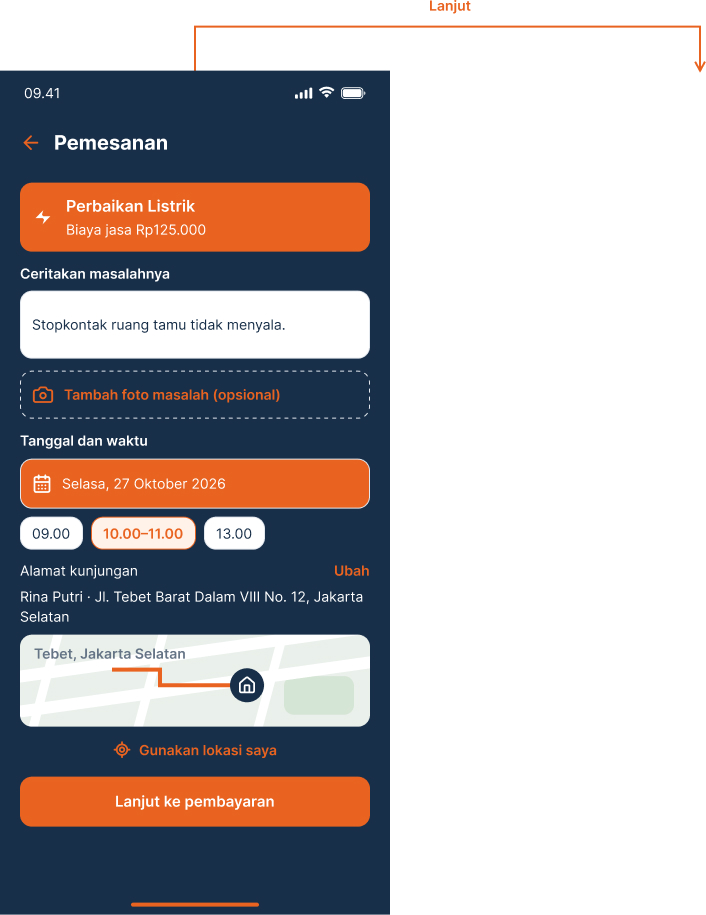 Lanjut
09.41
Pemesanan
Perbaikan Listrik
Biaya jasa Rp125.000
Ceritakan masalahnya
Stopkontak ruang tamu tidak menyala.
Tambah foto masalah (opsional)
Tanggal dan waktu
Selasa, 27 Oktober 2026
09.00
10.00–11.00
13.00
Alamat kunjungan
Ubah
Rina Putri · Jl. Tebet Barat Dalam VIII No. 12, Jakarta
Selatan
Tebet, Jakarta Selatan
Gunakan lokasi saya
Lanjut ke pembayaran